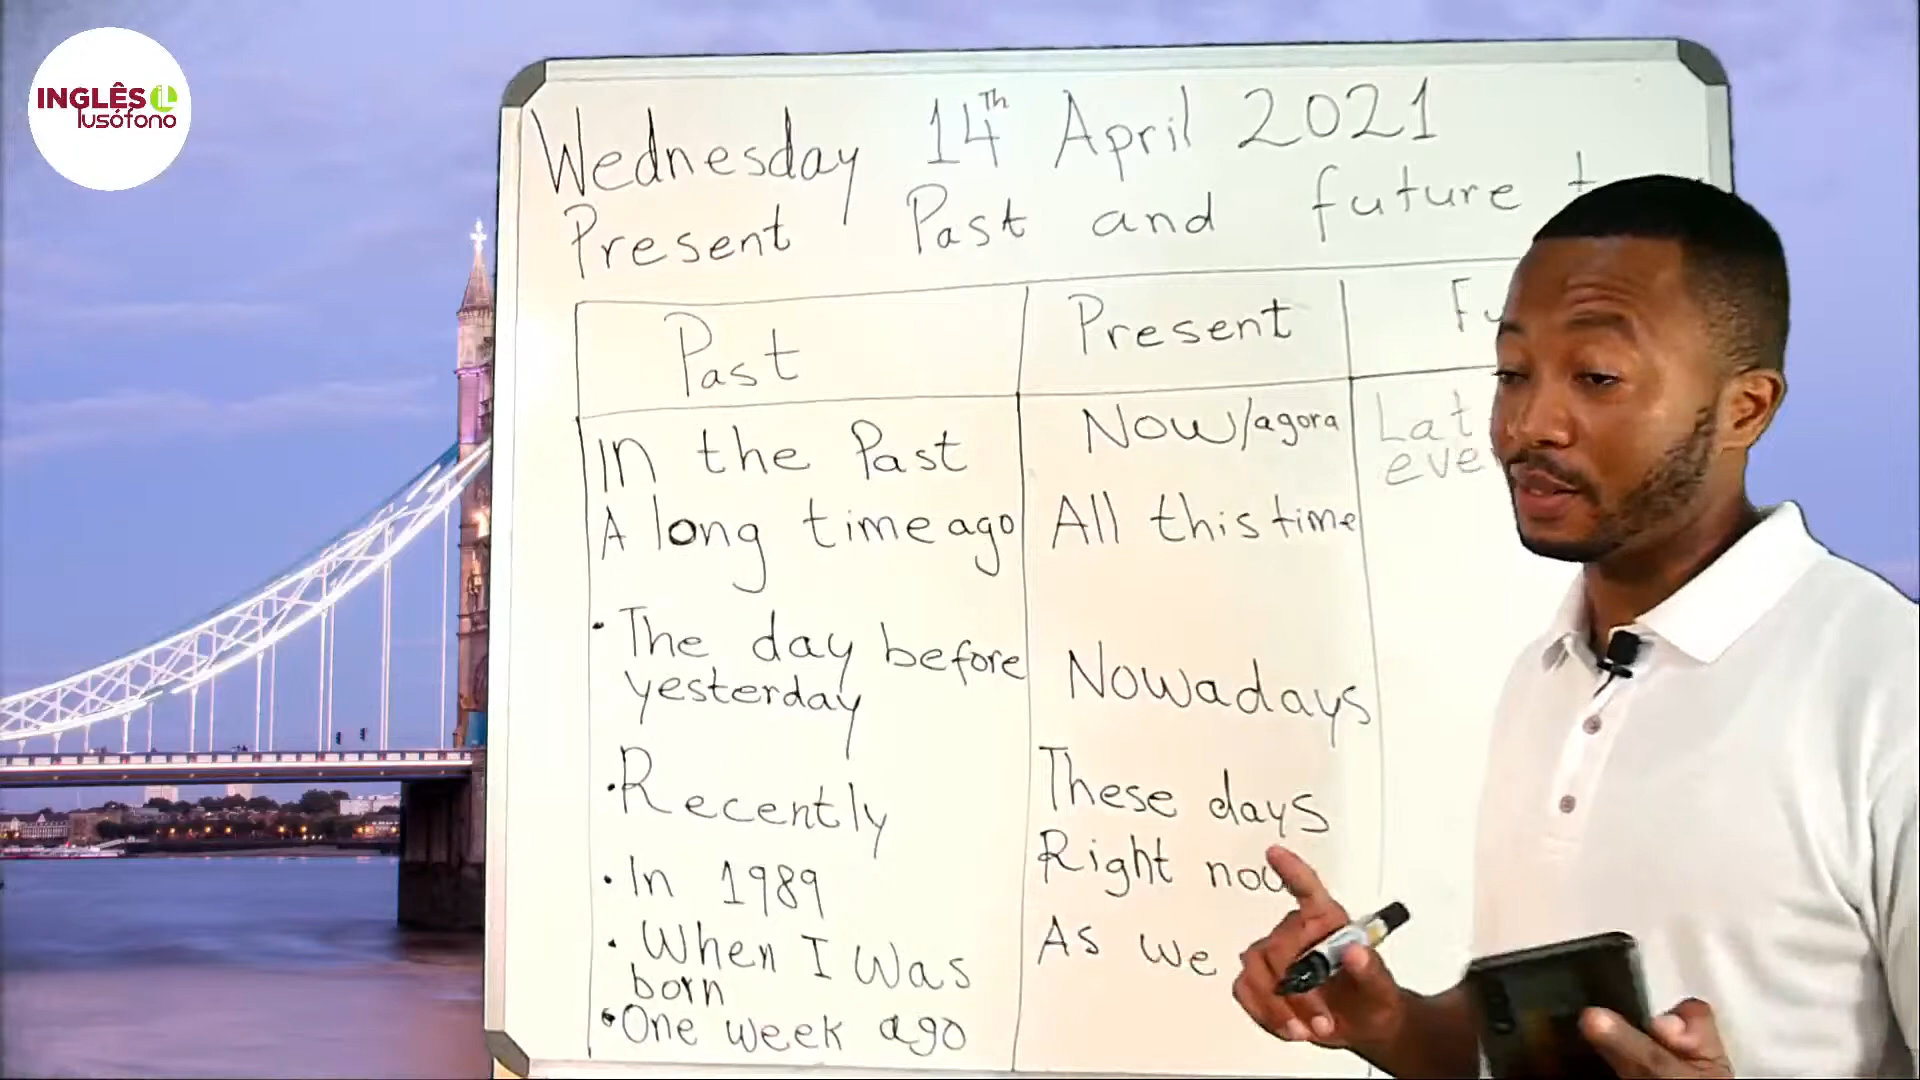 INGLÊS
lusófono
Wednesday 14Th April 2021
Present Past and future
Past
Present
In the Past
Now/agora
A long time ago
All this time
• The day before
yesterday
Nowadays
• Recently
These days
Right now
• In 1989
As we
• When I was
born
• One week ago